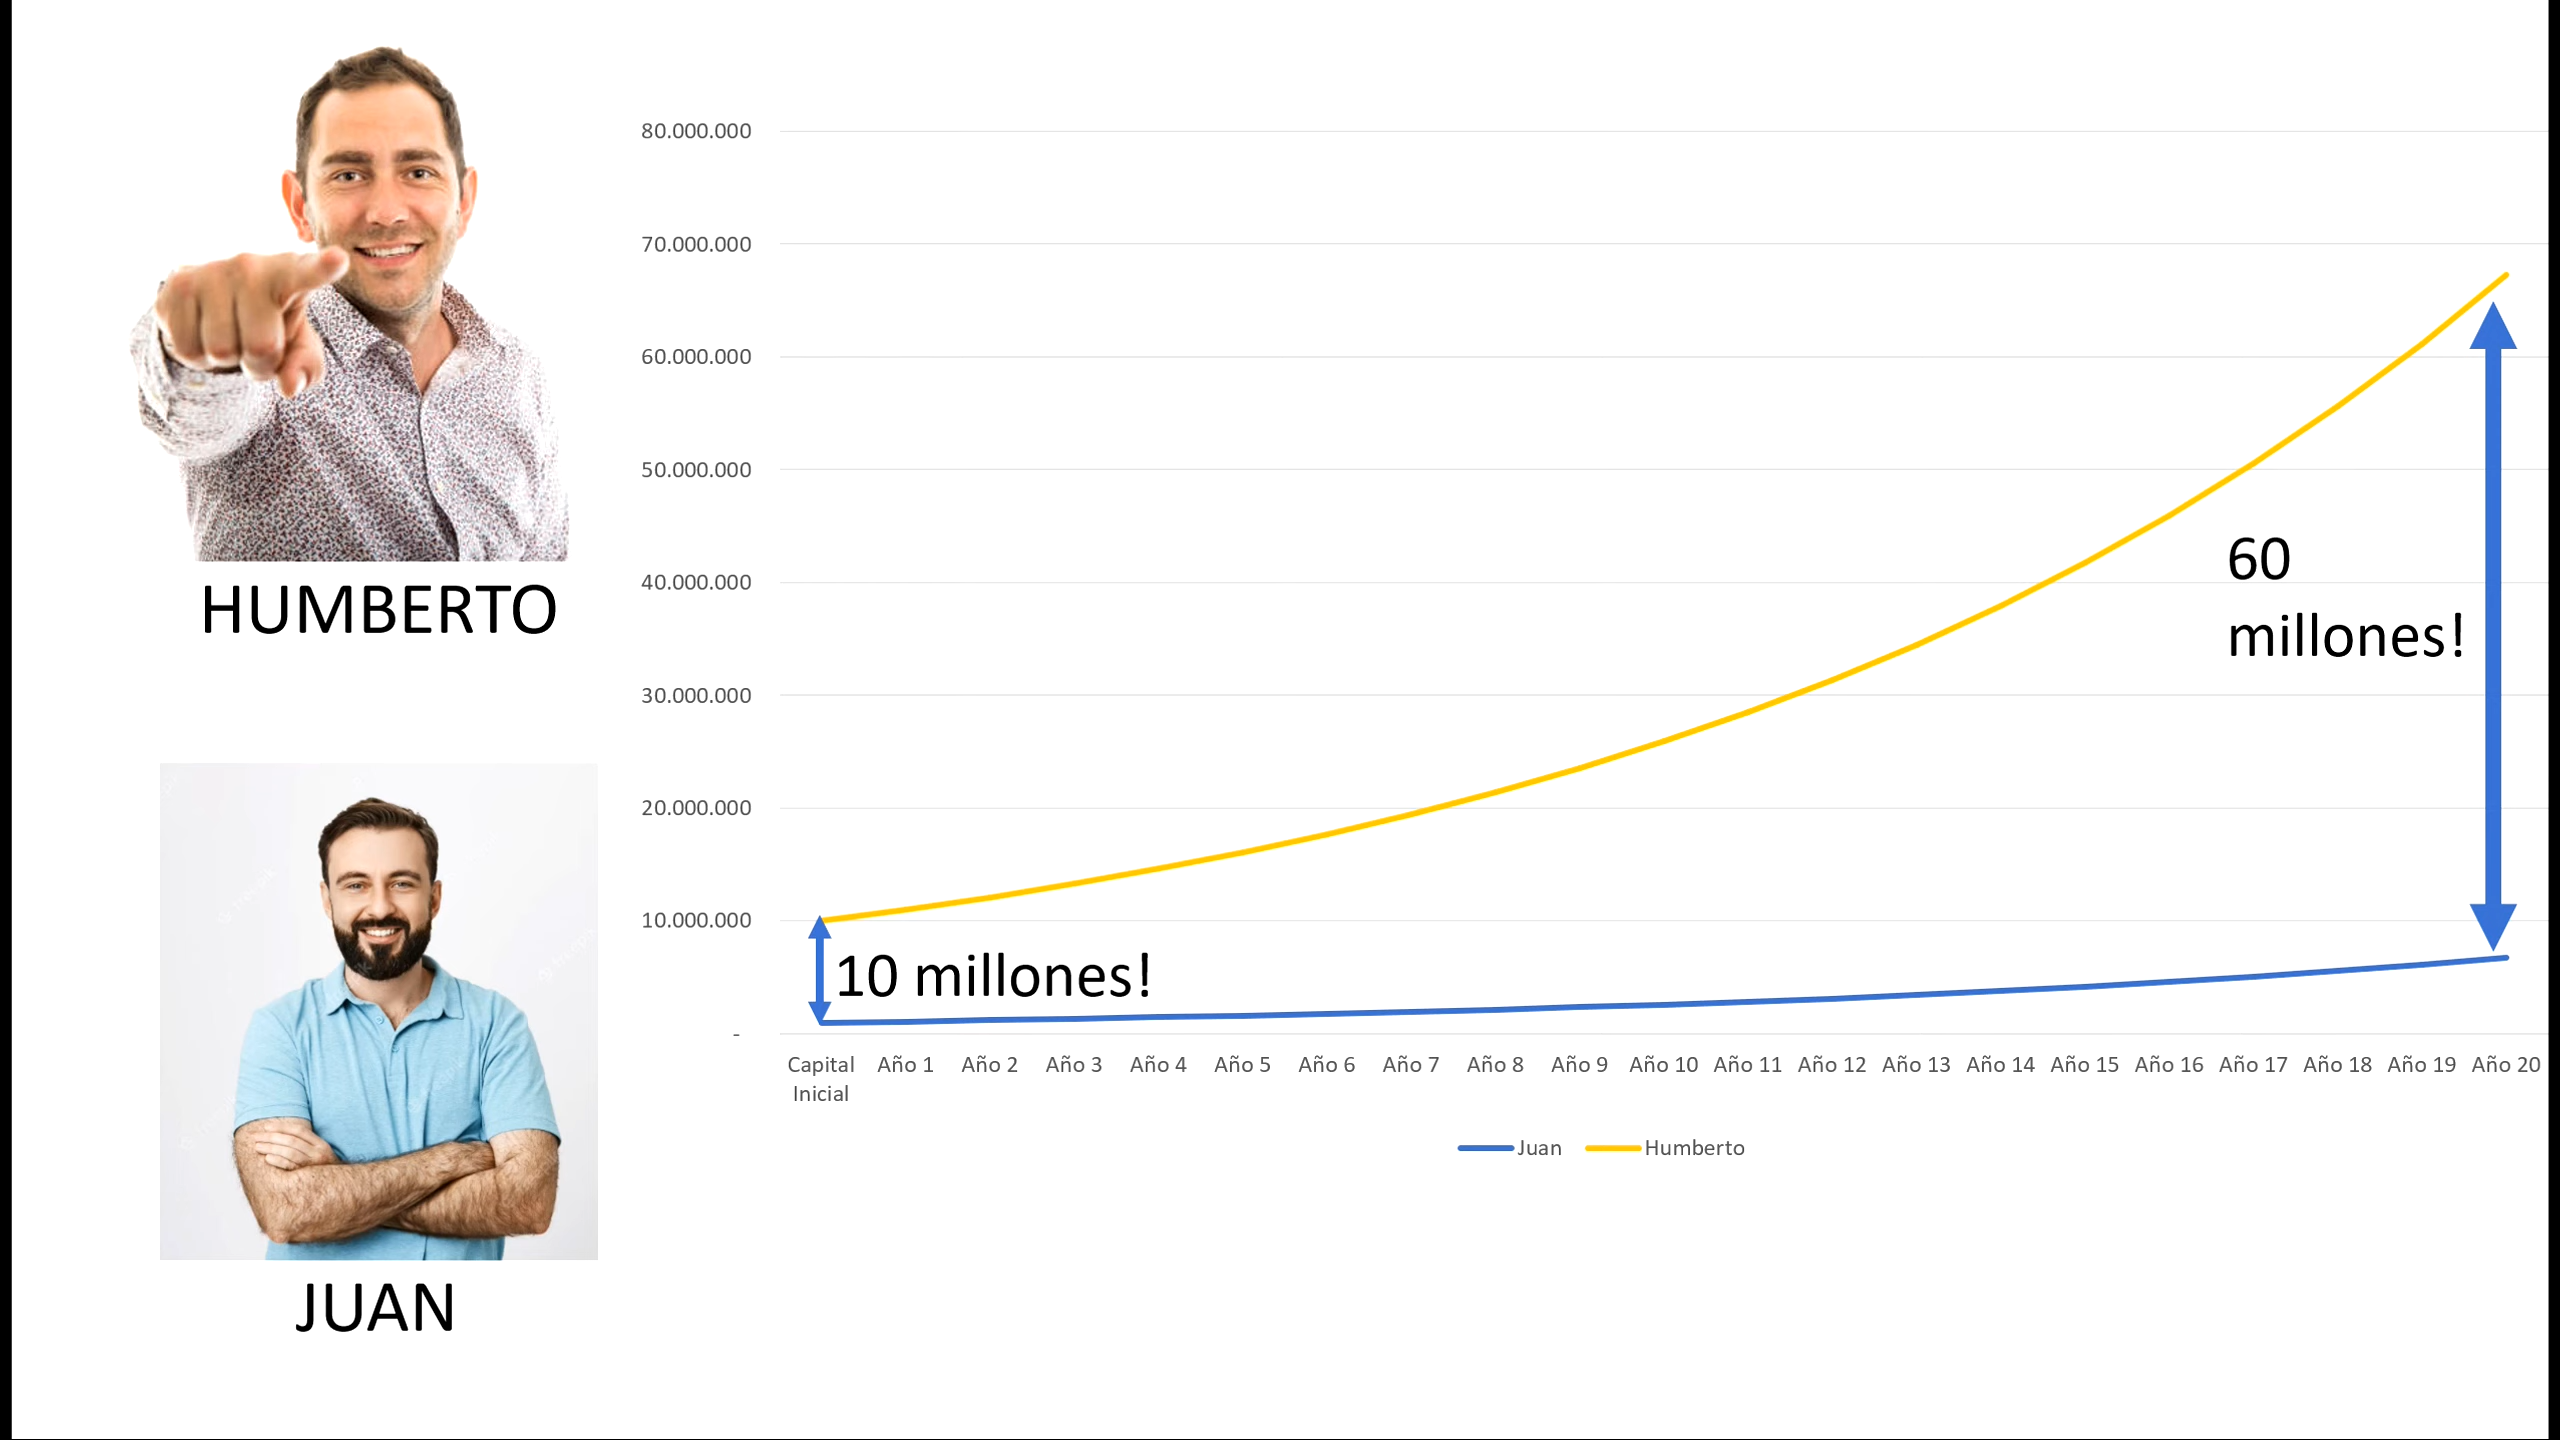 HUMBERTO
JUAN
80.000.000
70.000.000
60.000.000
50.000.000
40.000.000
30.000.000
20.000.000
10.000.000
-
60
millones!
10 millones!
Capital Año 1 Año 2 Año 3 Año 4 Año 5 Año 6 Año 7 Año 8 Año 9 Año 10 Año 11 Año 12 Año 13 Año 14 Año 15 Año 16 Año 17 Año 18 Año 19 Año 20
Inicial
Juan Humberto